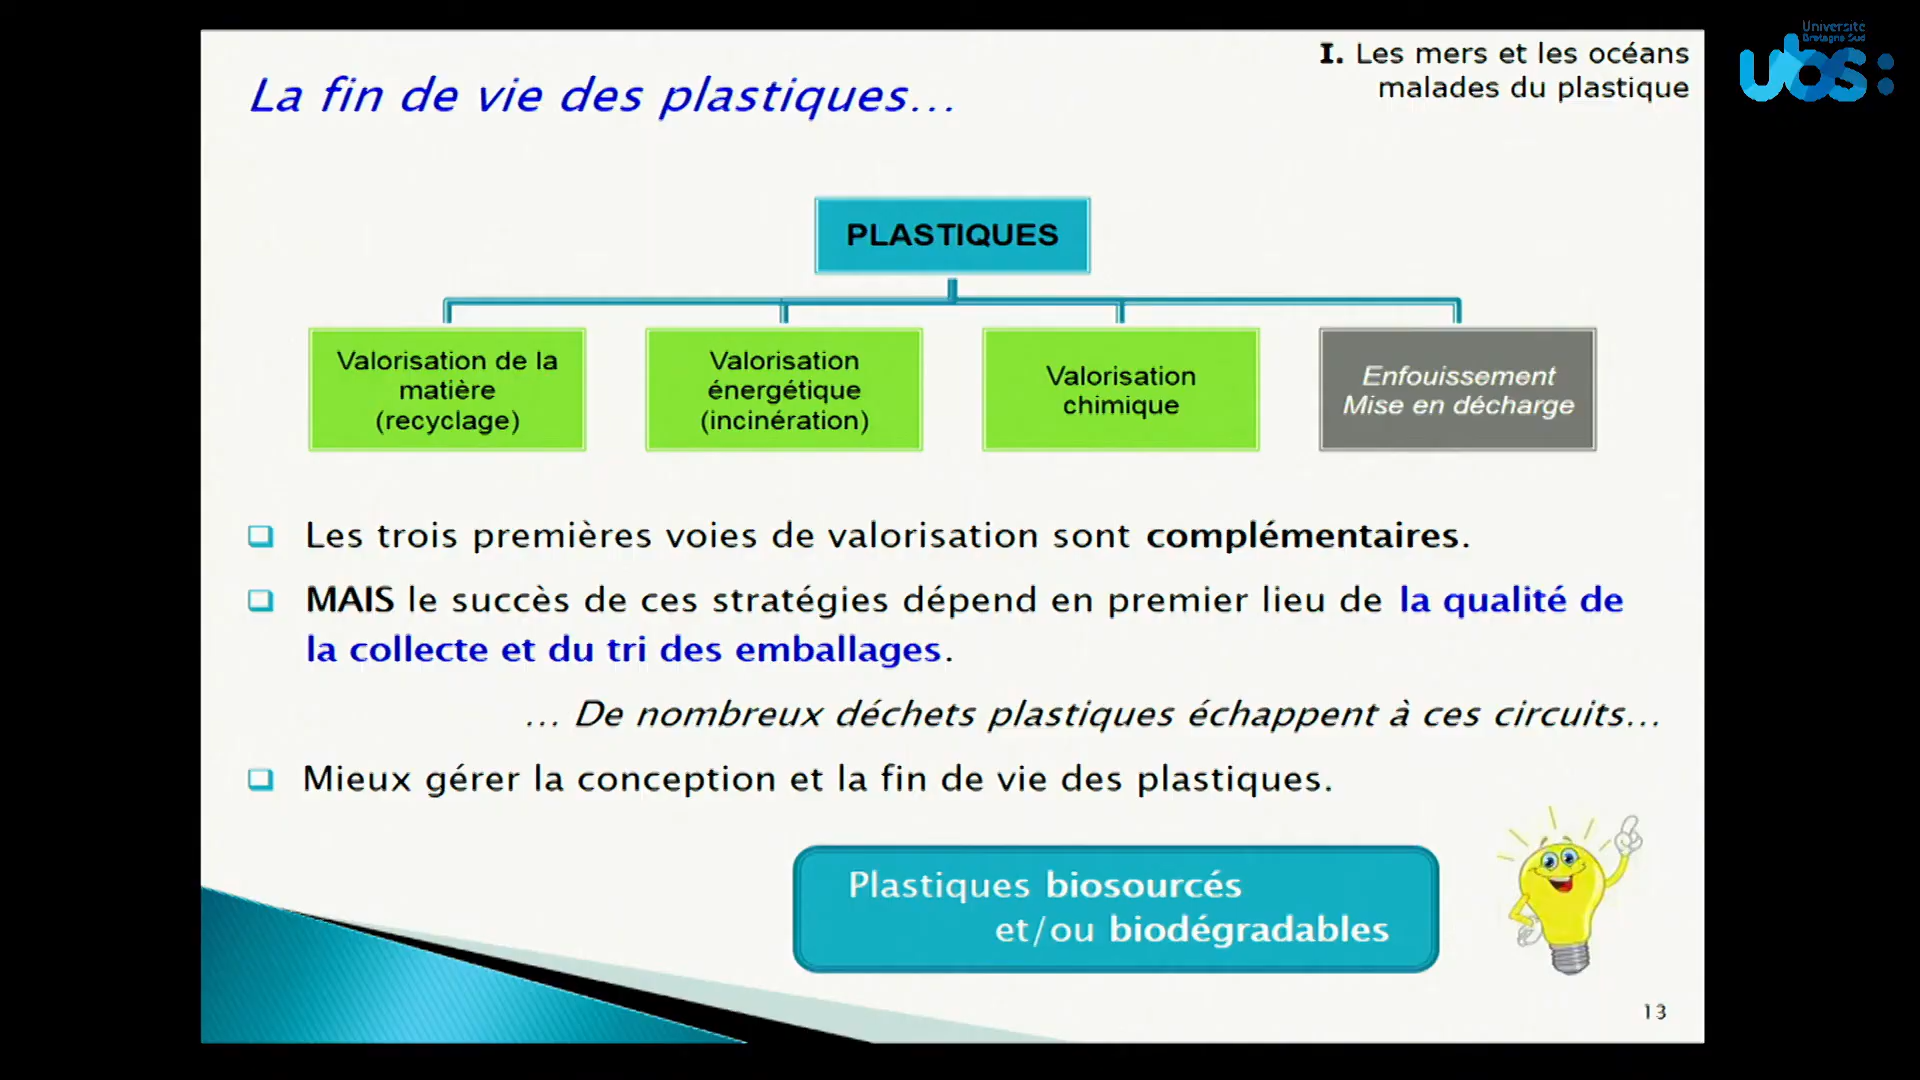 I. Les mers et les océans
malades du plastique
Université
Bretagne Sud
ubs:
La fin de vie des plastiques...
PLASTIQUES
Valorisation de la
matière
(recyclage)
Valorisation
énergétique
(incinération)
Valorisation
chimique
Enfouissement
Mise en décharge
Les trois premières voies de valorisation sont complémentaires.
MAIS le succès de ces stratégies dépend en premier lieu de la qualité de
la collecte et du tri des emballages.
... De nombreux déchets plastiques échappent à ces circuits...
Mieux gérer la conception et la fin de vie des plastiques.
Plastiques biosourcés
et/ou biodégradables
13